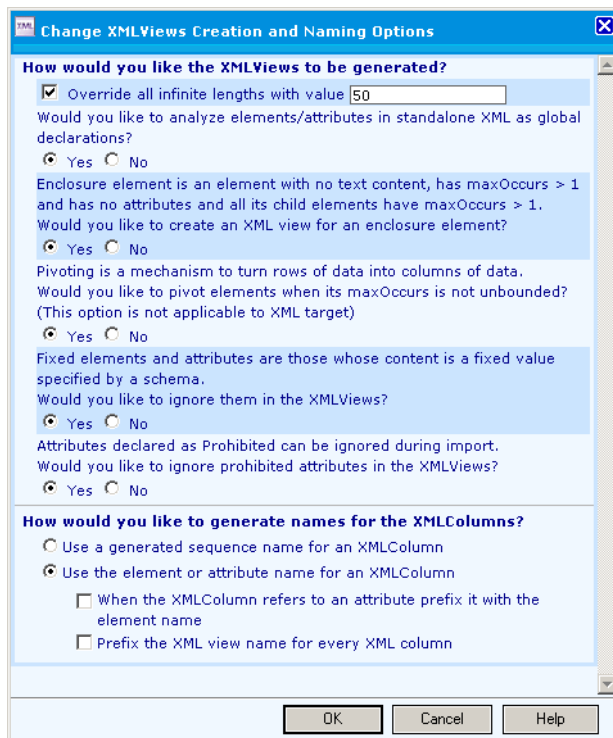 XML Change XMLViews Creation and Naming Options
How would you like the XMLViews to be generated?
Override all infinite lengths with value 50
Would you like to analyze elements/attributes in standalone XML as global
declarations?
Yes No
Enclosure element is an element with no text content, has maxOccurs > 1
and has no attributes and all its child elements have maxOccurs > 1.
Would you like to create an XML view for an enclosure element?
Yes No
Pivoting is a mechanism to turn rows of data into columns of data.
Would you like to pivot elements when its maxOccurs is not unbounded?
(This option is not applicable to XML target)
Yes No
Fixed elements and attributes are those whose content is a fixed value
specified by a schema.
Would you like to ignore them in the XMLViews?
Yes No
Attributes declared as Prohibited can be ignored during import.
Would you like to ignore prohibited attributes in the XMLViews?
Yes No
How would you like to generate names for the XMLColumns?
Use a generated sequence name for an XMLColumn
Use the element or attribute name for an XMLColumn
When the XMLColumn refers to an attribute prefix it with the
element name
Prefix the XML view name for every XML column
OK Cancel Help